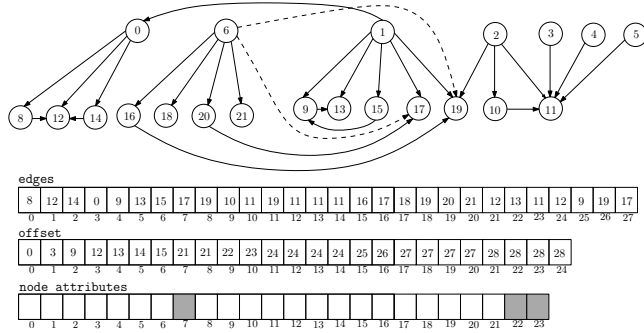 0 6 1 2 3 4 5
8 12 14 16 18 20 21 9 13 15 17 19 10 11
edges
8 12 14 0 9 13 15 17 19 10 11 19 11 11 11 16 17 18 19 20 21 12 13 11 12 9 19 17
0 1 2 3 4 5 6 7 8 9 10 11 12 13 14 15 16 17 18 19 20 21 22 23 24 25 26 27
offset
0 3 9 12 13 14 15 21 21 22 23 24 24 24 24 25 26 27 27 27 27 28 28 28 28
0 1 2 3 4 5 6 7 8 9 10 11 12 13 14 15 16 17 18 19 20 21 22 23 24
node attributes
0 1 2 3 4 5 6 7 8 9 10 11 12 13 14 15 16 17 18 19 20 21 22 23